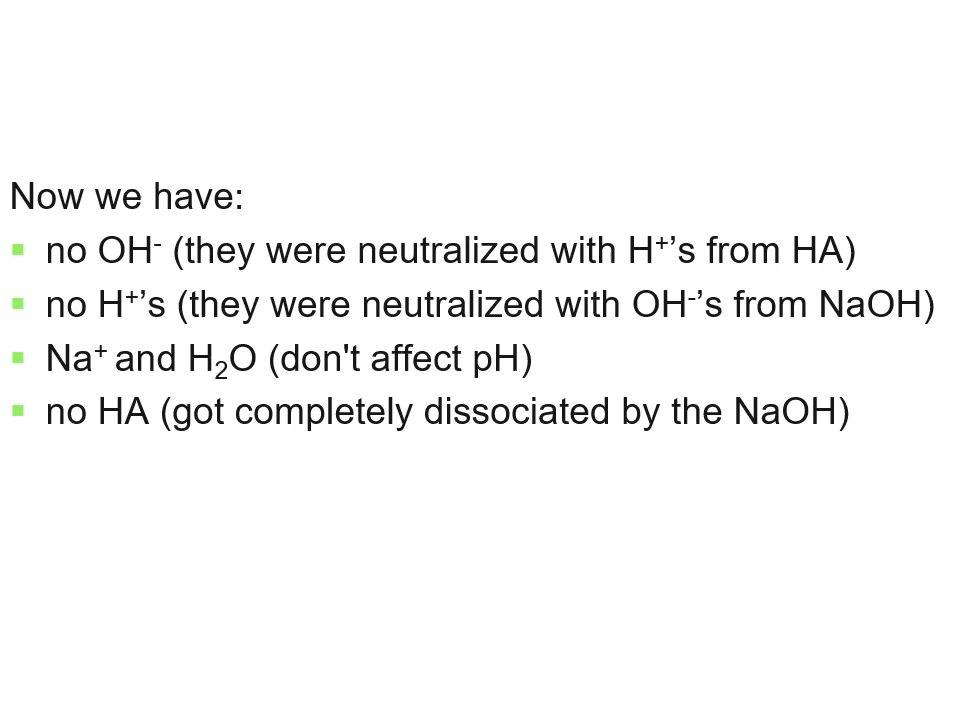 Now we have:
▪ no OH⁻ (they were neutralized with H⁺’s from HA)
▪ no H⁺’s (they were neutralized with OH⁻’s from NaOH)
▪ Na⁺ and H₂O (don't affect pH)
▪ no HA (got completely dissociated by the NaOH)